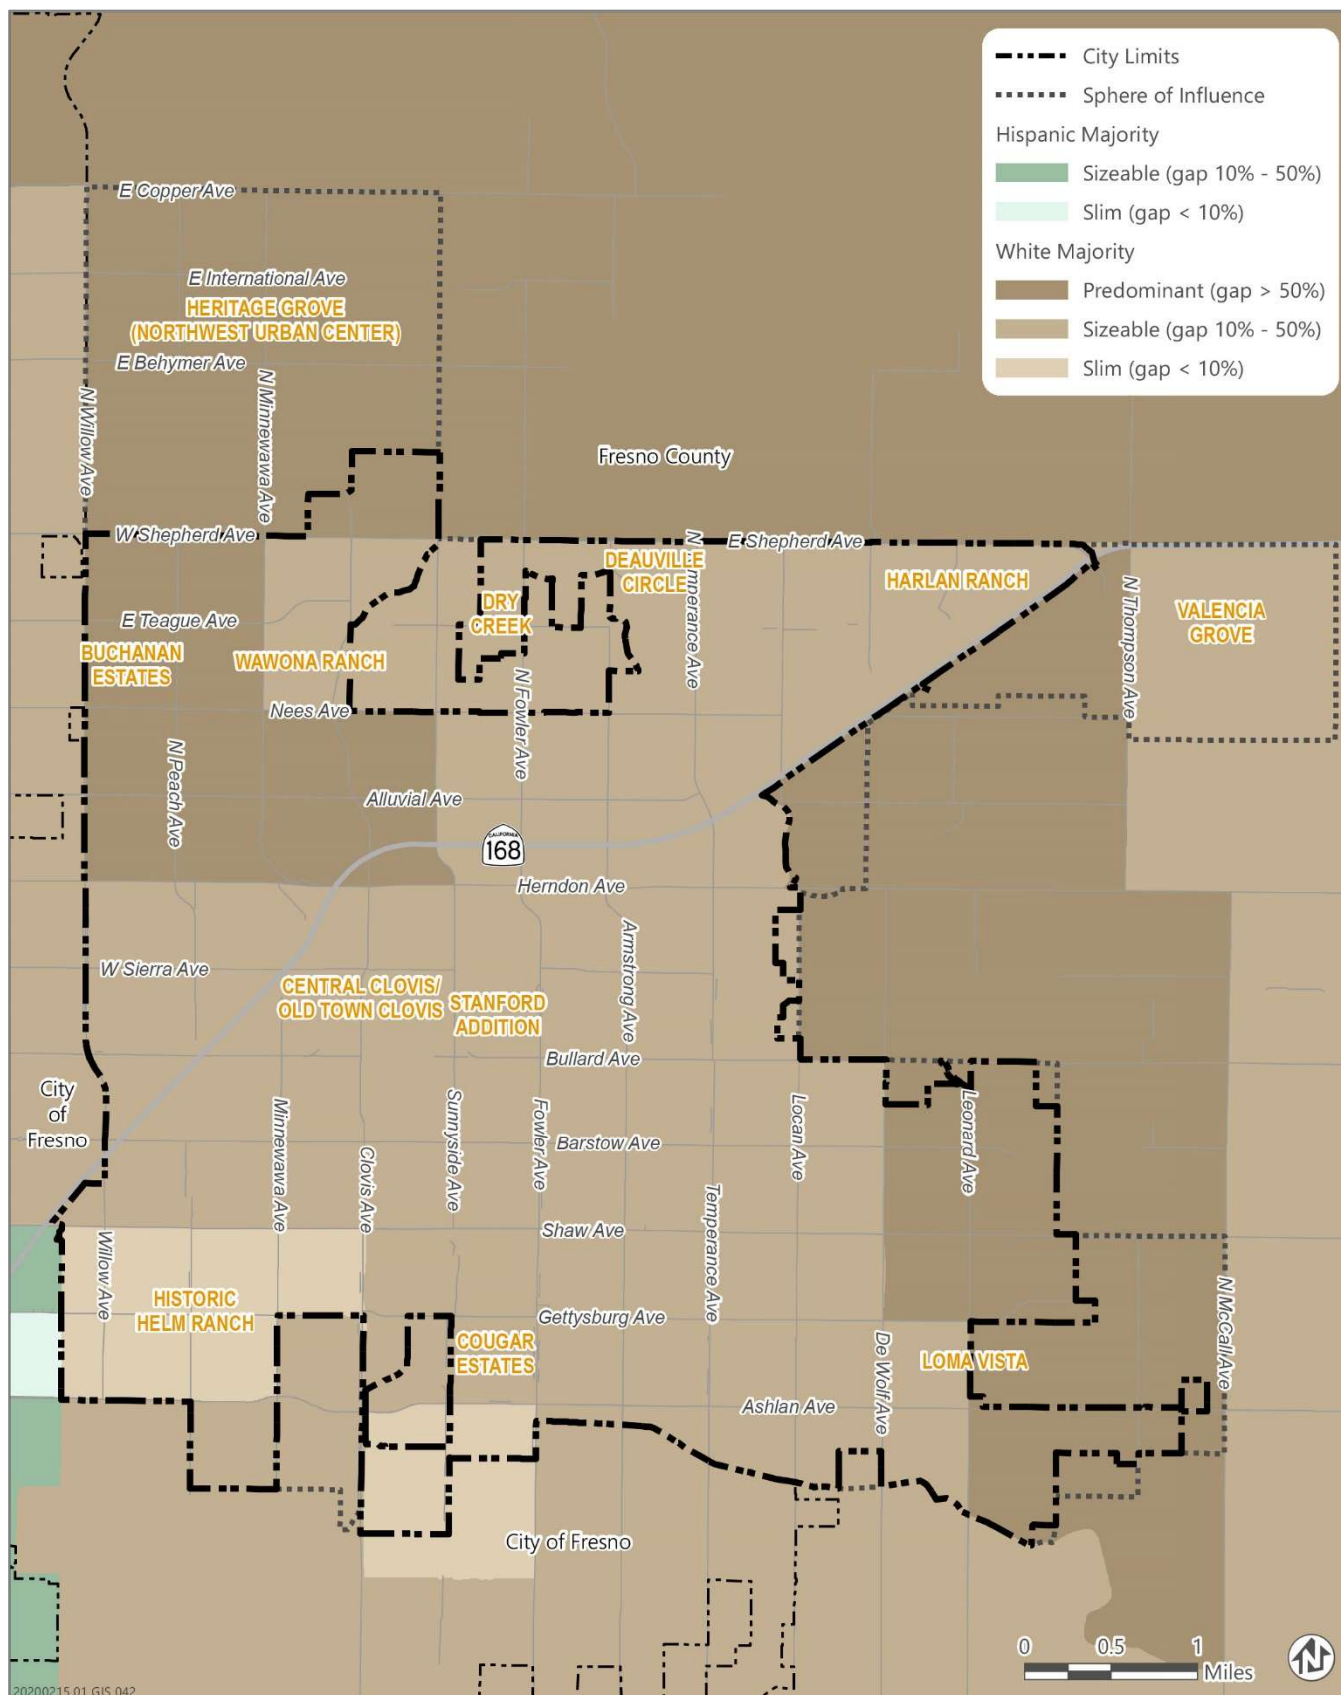 City Limits
Sphere of Influence
Hispanic Majority
Sizeable (gap 10% - 50%)
Slim (gap < 10%)
White Majority
Predominant (gap > 50%)
Sizeable (gap 10% - 50%)
Slim (gap < 10%)
E Copper Ave
E International Ave
HERITAGE GROVE
(NORTHWEST URBAN CENTER)
E Behymer Ave
N Willow Ave
N Minnewawa Ave
Fresno County
W Shepherd Ave
E Shepherd Ave
DEAUVILLE
CIRCLE
N Temperance Ave
HARLAN RANCH
N Thompson Ave
VALENCIA
GROVE
DRY
CREEK
E Teague Ave
BUCHANAN
ESTATES
WAWONA RANCH
Nees Ave
N Fowler Ave
N Peach Ave
Alluvial Ave
CALIFORNIA
168
Herndon Ave
Armstrong Ave
W Sierra Ave
CENTRAL CLOVIS/
OLD TOWN CLOVIS
STANFORD
ADDITION
Bullard Ave
City
of
Fresno
Minnewawa Ave
Clovis Ave
Sunnyside Ave
Fowler Ave
Barstow Ave
Locan Ave
Leonard Ave
Temperance Ave
Shaw Ave
Willow Ave
HISTORIC
HELM RANCH
Gettysburg Ave
COUGAR
ESTATES
De Wolf Ave
LOMA VISTA
N McCall Ave
Ashlan Ave
City of Fresno
0 0.5 1
Miles
N
20200215.01 GIS 042